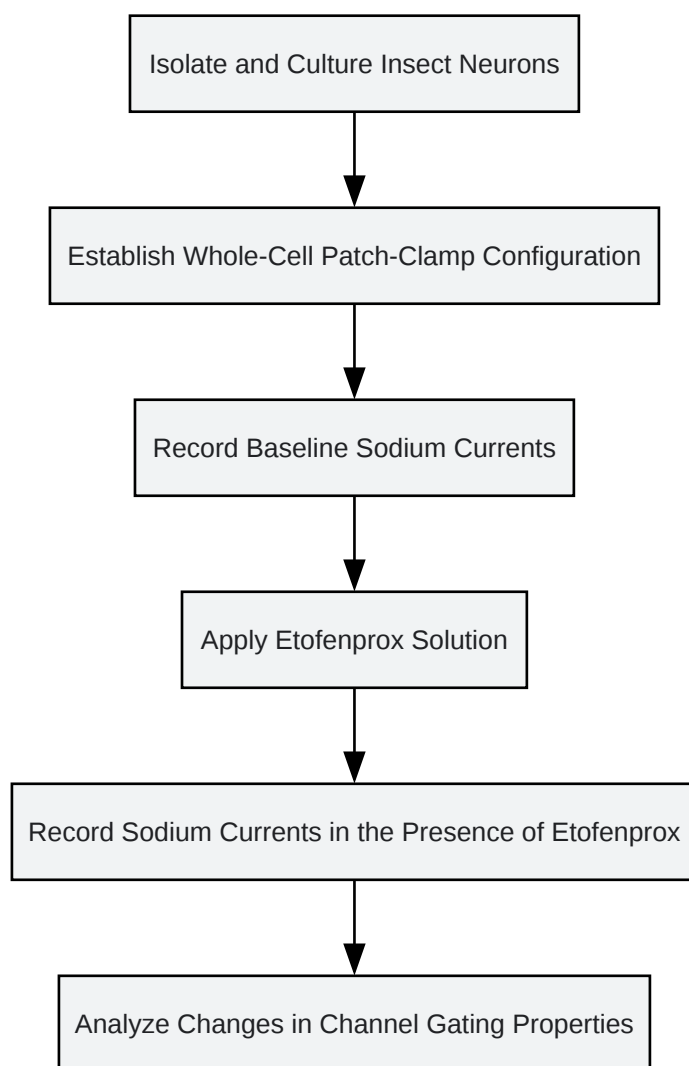 Isolate and Culture Insect Neurons
Establish Whole-Cell Patch-Clamp Configuration
Record Baseline Sodium Currents
Apply Etofenprox Solution
Record Sodium Currents in the Presence of Etofenprox
Analyze Changes in Channel Gating Properties